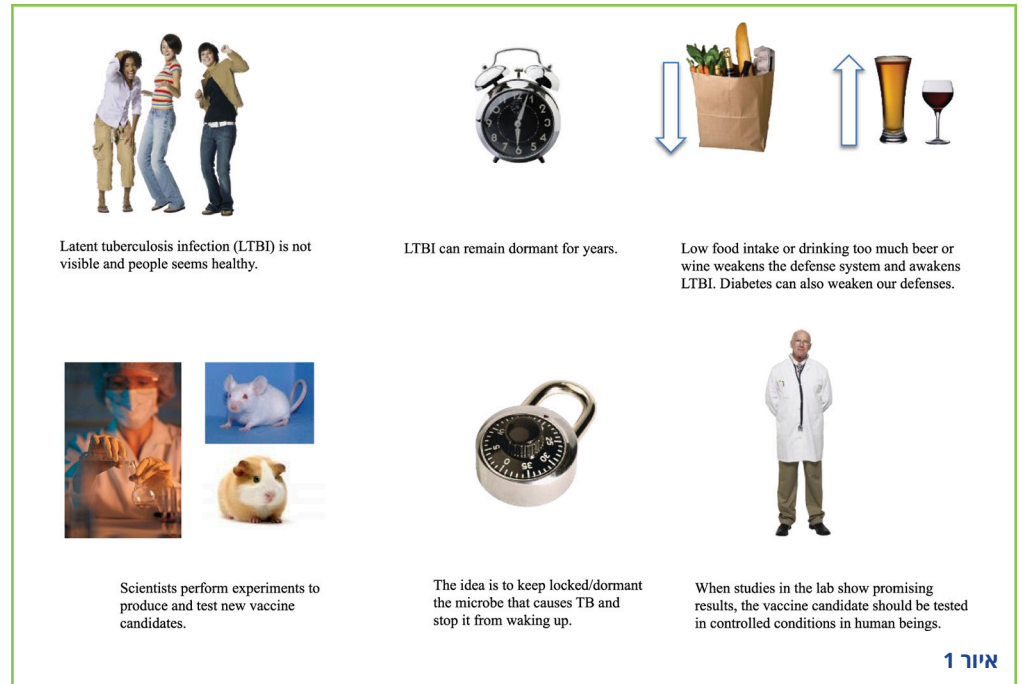 Latent tuberculosis infection (LTBI) is not
visible and people seems healthy.
LTBI can remain dormant for years.
Low food intake or drinking too much beer or
wine weakens the defense system and awakens
LTBI. Diabetes can also weaken our defenses.
Scientists perform experiments to
produce and test new vaccine
candidates.
The idea is to keep locked/dormant
the microbe that causes TB and
stop it from waking up.
When studies in the lab show promising
results, the vaccine candidate should be tested
in controlled conditions in human beings.
איור 1